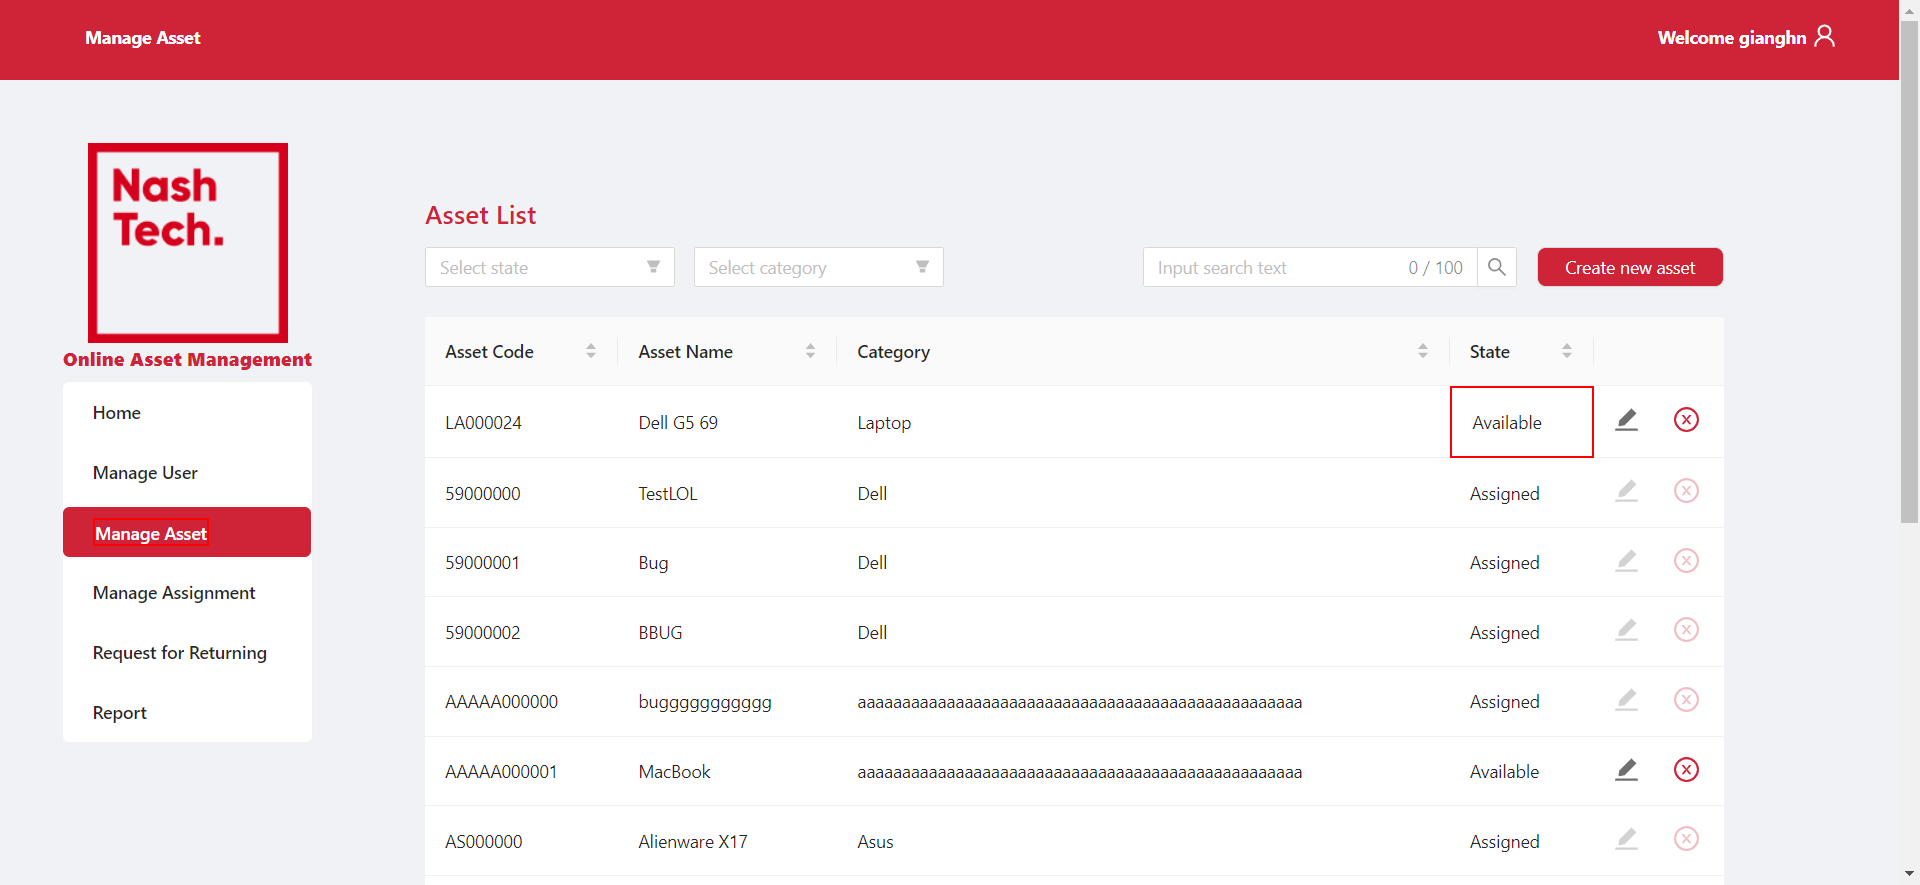 Manage Asset
Welcome gianghn
Nash
Tech.
Online Asset Management
Home
Manage User
Manage Asset
Manage Assignment
Request for Returning
Report
Asset List
Select state
Select category
Input search text 0 / 100
Create new asset
Asset Code Asset Name Category State
LA000024 Dell G5 69 Laptop Available
59000000 TestLOL Dell Assigned
59000001 Bug Dell Assigned
59000002 BBUG Dell Assigned
AAAAA000000 bugggggggggggg aaaaaaaaaaaaaaaaaaaaaaaaaaaaaaaaaaaaaaaaaaaaaaaaaa Assigned
AAAAA000001 MacBook aaaaaaaaaaaaaaaaaaaaaaaaaaaaaaaaaaaaaaaaaaaaaaaaaa Available
AS000000 Alienware X17 Asus Assigned